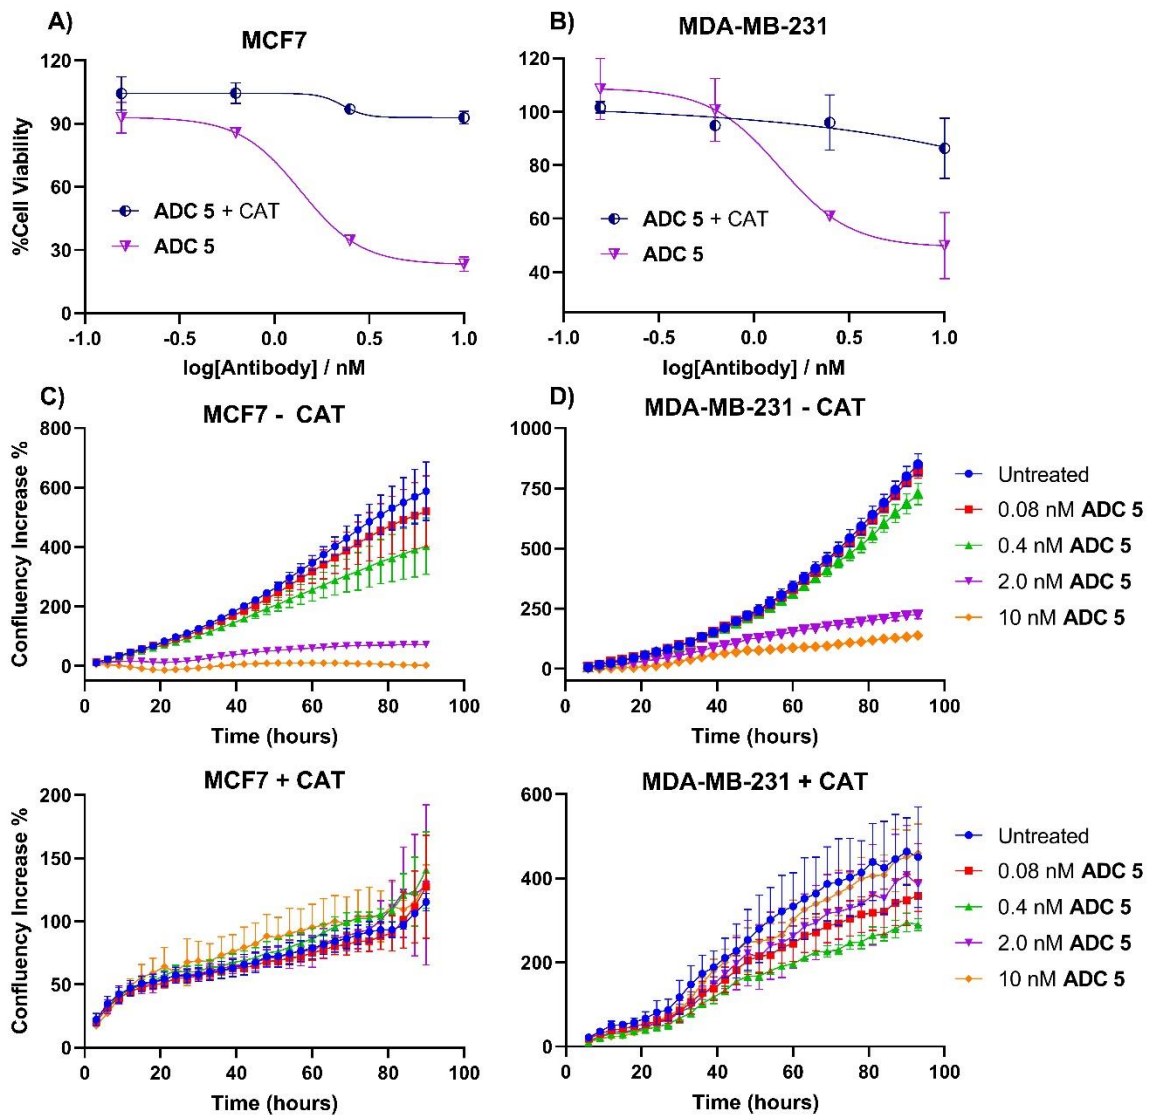 A)
MCF7
120
90
60
30
0
%Cell Viability
ADC 5 + CAT
ADC 5
-1.0 -0.5 0.0 0.5 1.0
log[Antibody] / nM
B)
MDA-MB-231
120
100
80
60
40
ADC 5 + CAT
ADC 5
-1.0 -0.5 0.0 0.5 1.0
log[Antibody] / nM
C)
MCF7 - CAT
800
600
400
200
0
Confluency Increase %
0 20 40 60 80 100
Time (hours)
D)
MDA-MB-231 - CAT
1000
750
500
250
0
0 20 40 60 80 100
Time (hours)
Untreated
0.08 nM ADC 5
0.4 nM ADC 5
2.0 nM ADC 5
10 nM ADC 5
MCF7 + CAT
200
150
100
50
0
Confluency Increase %
0 20 40 60 80 100
Time (hours)
MDA-MB-231 + CAT
600
400
200
0
0 20 40 60 80 100
Time (hours)
Untreated
0.08 nM ADC 5
0.4 nM ADC 5
2.0 nM ADC 5
10 nM ADC 5